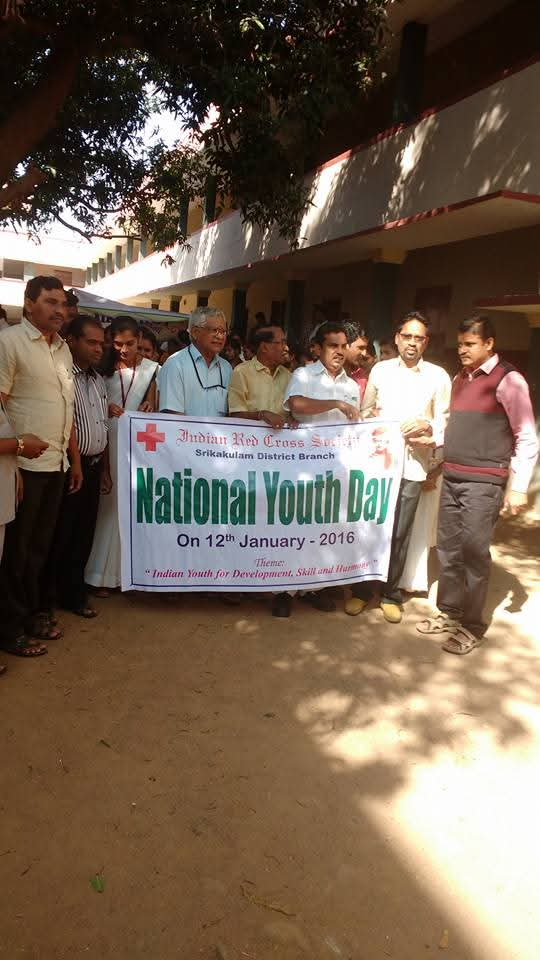 Indian Red Cross Society
Srikakulam District Branch
National Youth Day
On 12th January - 2016
Theme:
"Indian Youth for Development, Skill and Harmony"